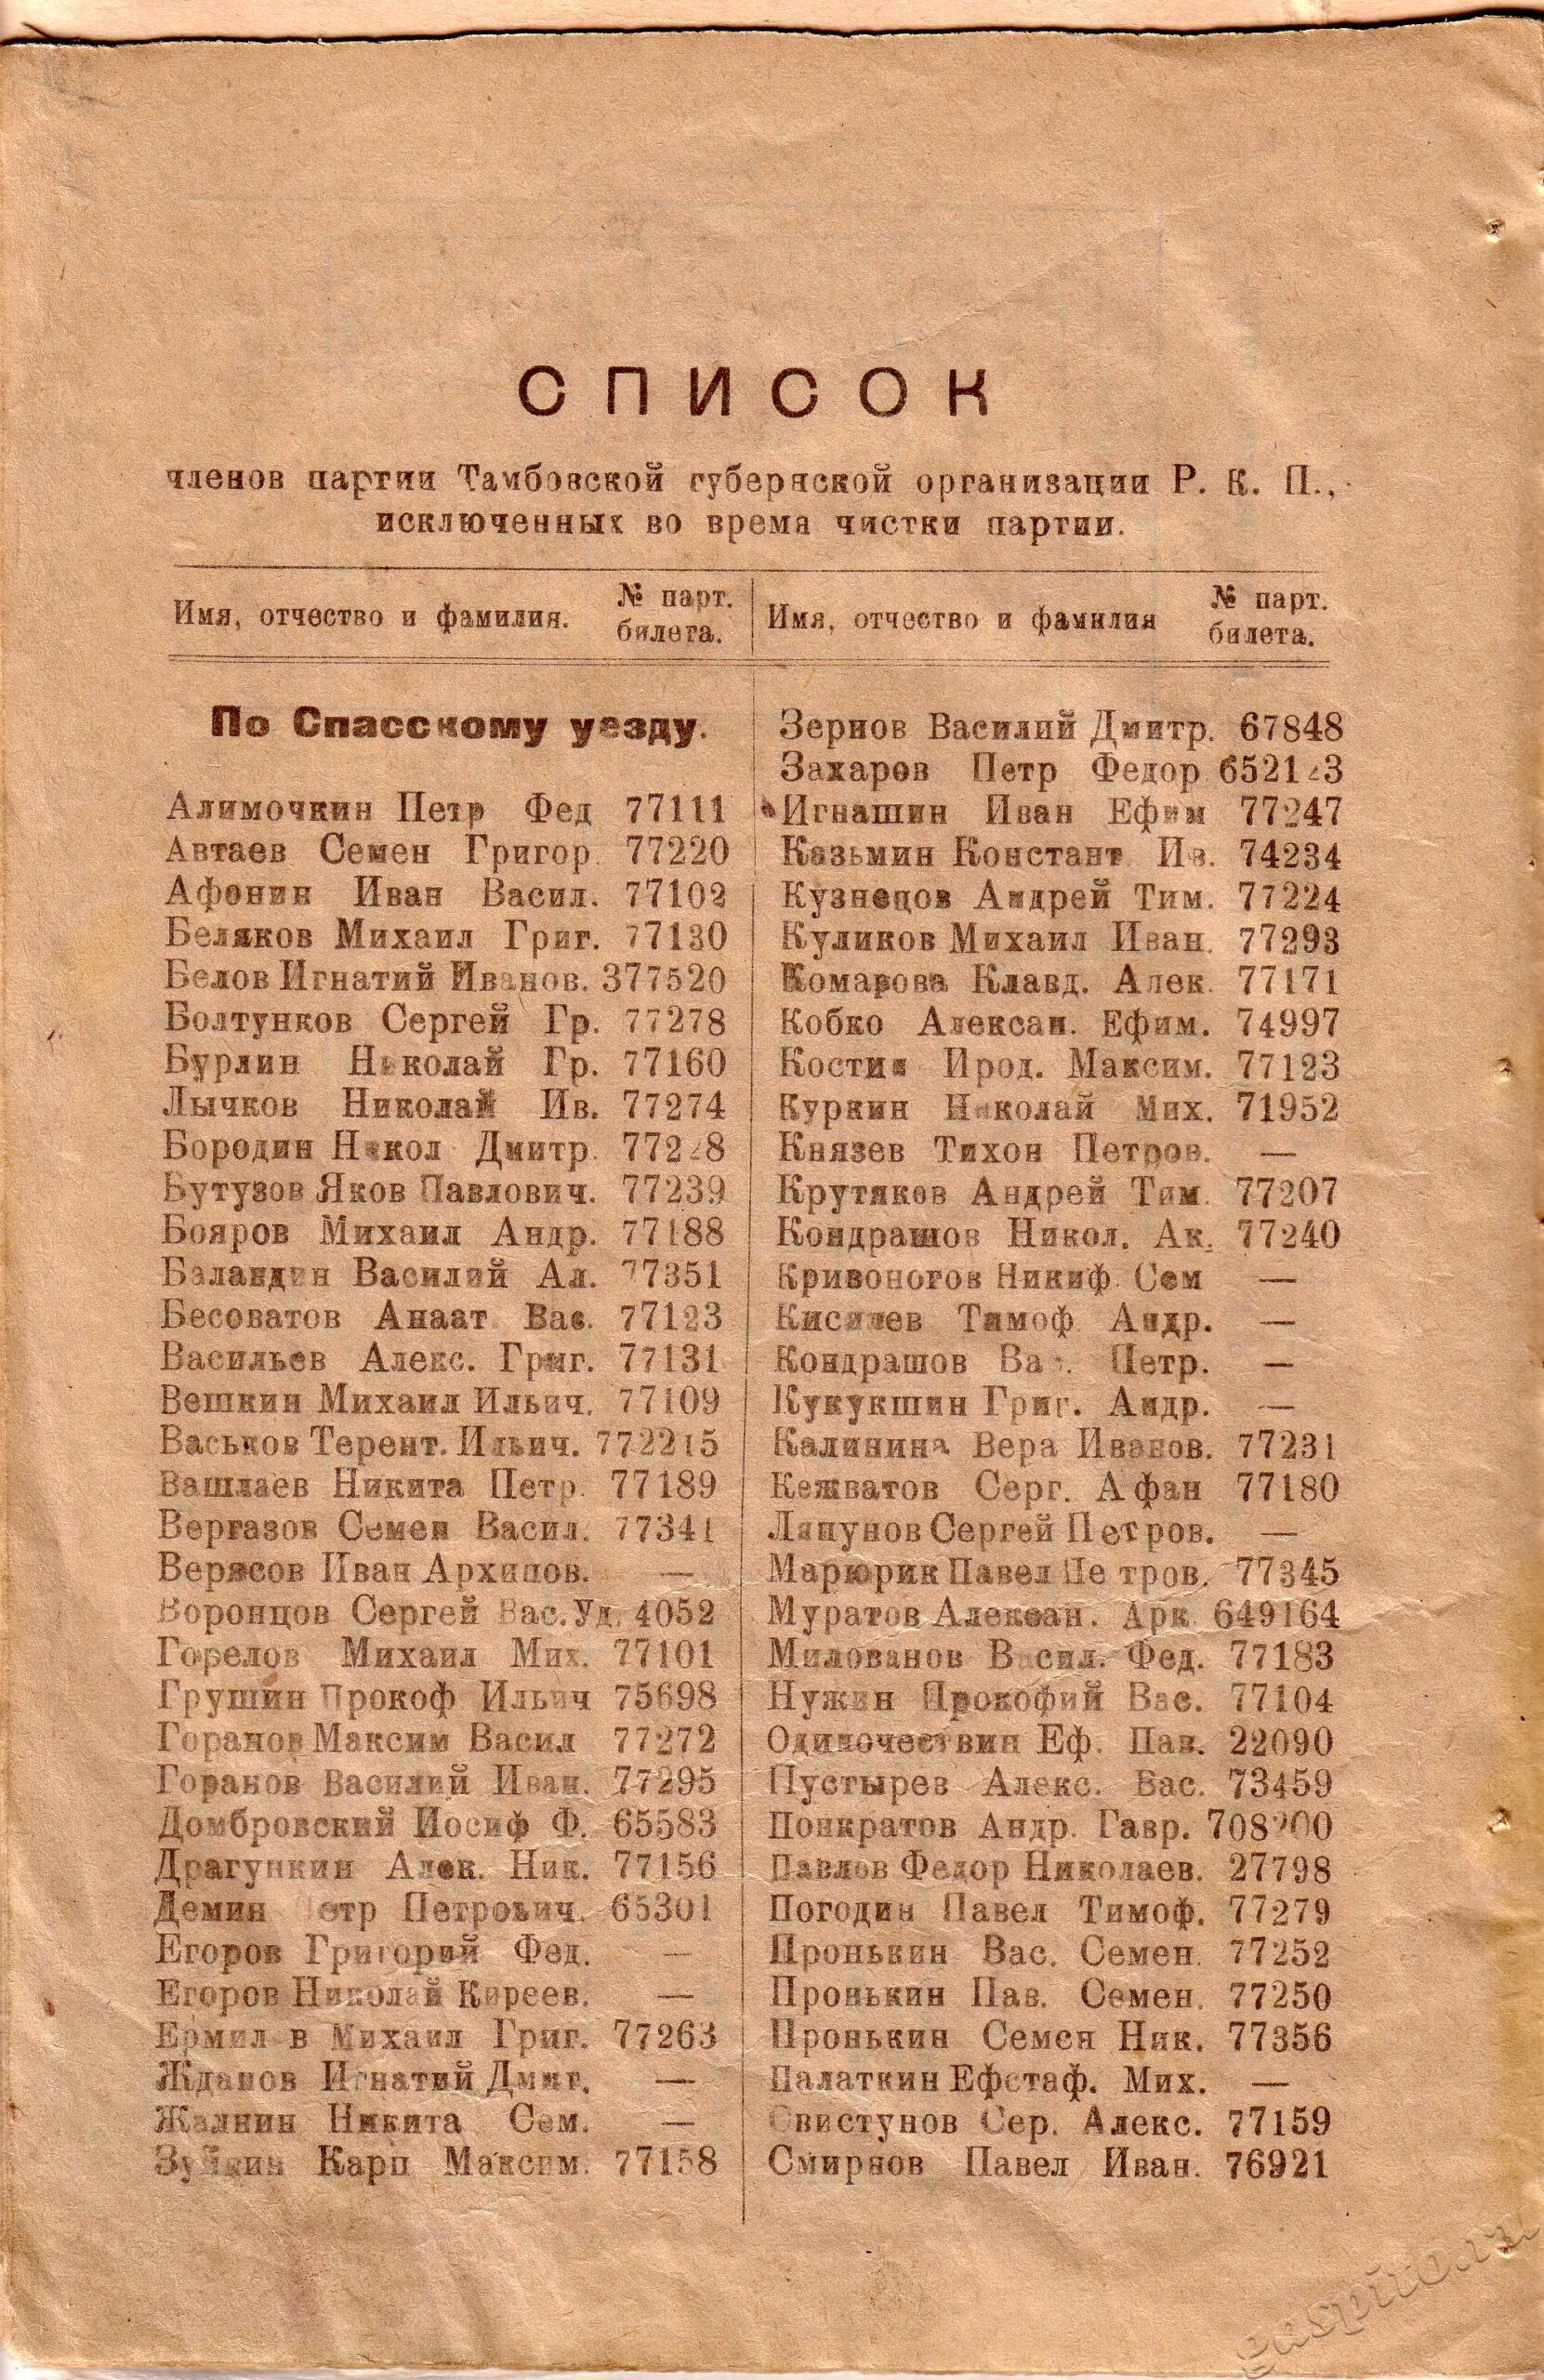 СПИСОК
членов партии Тамбовской губернской организации Р. К. П.,
исключенных во время чистки партии.
Имя, отчество и фамилия. № парт. билета.
Имя, отчество и фамилия № парт. билета.
По Спасскому уезду.
Алимочкин Петр Фед 77111
Автаев Семен Григор. 77220
Афонин Иван Васил. 77102
Беляков Михаил Григ. 77130
Белов Игнатий Иванов. 377520
Болтунков Сергей Гр. 77278
Бурлин Николай Гр. 77160
Лычков Николай Ив. 77274
Бородин Никол Дмитр.
Бутузов Яков Павлович. 77239
Бояров Михаил Андр. 77188
Баландин Василий Ал. 77351
Бесоватов Анаат. Вас. 77123
Васильев Алекс. Григ. 77131
Вешкин Михаил Ильич. 77109
Васьков Терент. Ильич. 772215
Вашлаев Никита Петр. 77189
Вергазов Семен Васил. 77341
Верясов Иван Архипов. —
Воронцов Сергей Вас. Уд. 4052
Горелов Михаил Мих. 77101
Грушин Прокоф Ильич 75698
Горанов Максим Васил 77272
Горанов Василий Иван. 77295
Домбровский Иосиф Ф. 65583
Драгункин Алек. Ник. 77156
Демин Петр Петрович. 65301
Егоров Григорий Фед. —
Егоров Николай Киреев. —
Ермил в Михаил Григ. 77263
Жданов Игнатий Дмит. —
Жалнин Никита Сем. —
Зуйкин Карп Максим. 77158
Зернов Василий Дмитр. 67848
Захаров Петр Федор
Игнашин Иван Ефим 77247
Казьмин Констант. Ив. 74234
Кузнецов Андрей Тим. 77224
Куликов Михаил Иван. 77293
Комарова Клавд. Алек. 77171
Кобко Алексан. Ефим. 74997
Костин Ирод. Максим. 77123
Куркин Николай Мих. 71952
Князев Тихон Петров. —
Крутяков Андрей Тим. 77207
Кондрашов Никол. Ак. 77240
Кривоногов Никиф. Сем —
Кисилев Тимоф. Андр. —
Кондрашов Вас. Петр. —
Кукукшин Григ. Андр. —
Калинина Вера Иванов. 77231
Кежватов Серг. Афан 77180
Ляпунов Сергей Петров. —
Марюрик Павел Петров. 77345
Муратов Алексан. Арк. 649164
Милованов Васил. Фед. 77183
Нужин Прокофий Вас. 77104
Одиночествин Еф. Пав. 22090
Пустырев Алекс. Вас. 73459
Понкратов Андр. Гавр. 708200
Павлов Федор Николаев. 27798
Погодин Павел Тимоф. 77279
Пронькин Вас. Семен. 77252
Пронькин Пав. Семен. 77250
Пронькин Семен Ник. 77356
Палаткин Ефстаф. Мих. —
Свистунов Сер. Алекс. 77159
Смирнов Павел Иван. 76921
gaspito.ru